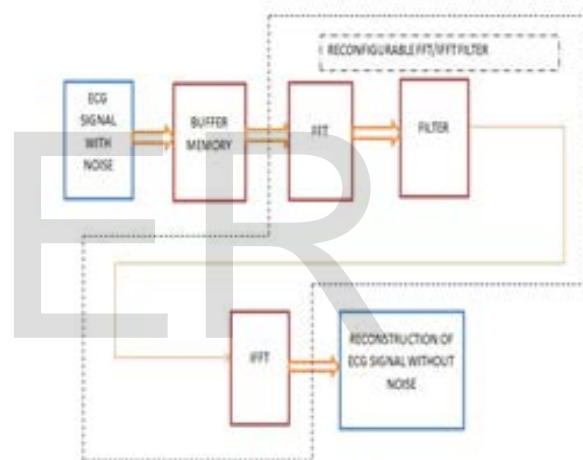 RECONFIGURABLE FFT/IFFT FILTER
ECG
SIGNAL
WITH
NOISE
BUFFER
MEMORY
FFT
FILTER
IFFT
RECONSTRUCTION OF
ECG SIGNAL WITHOUT
NOISE
ER